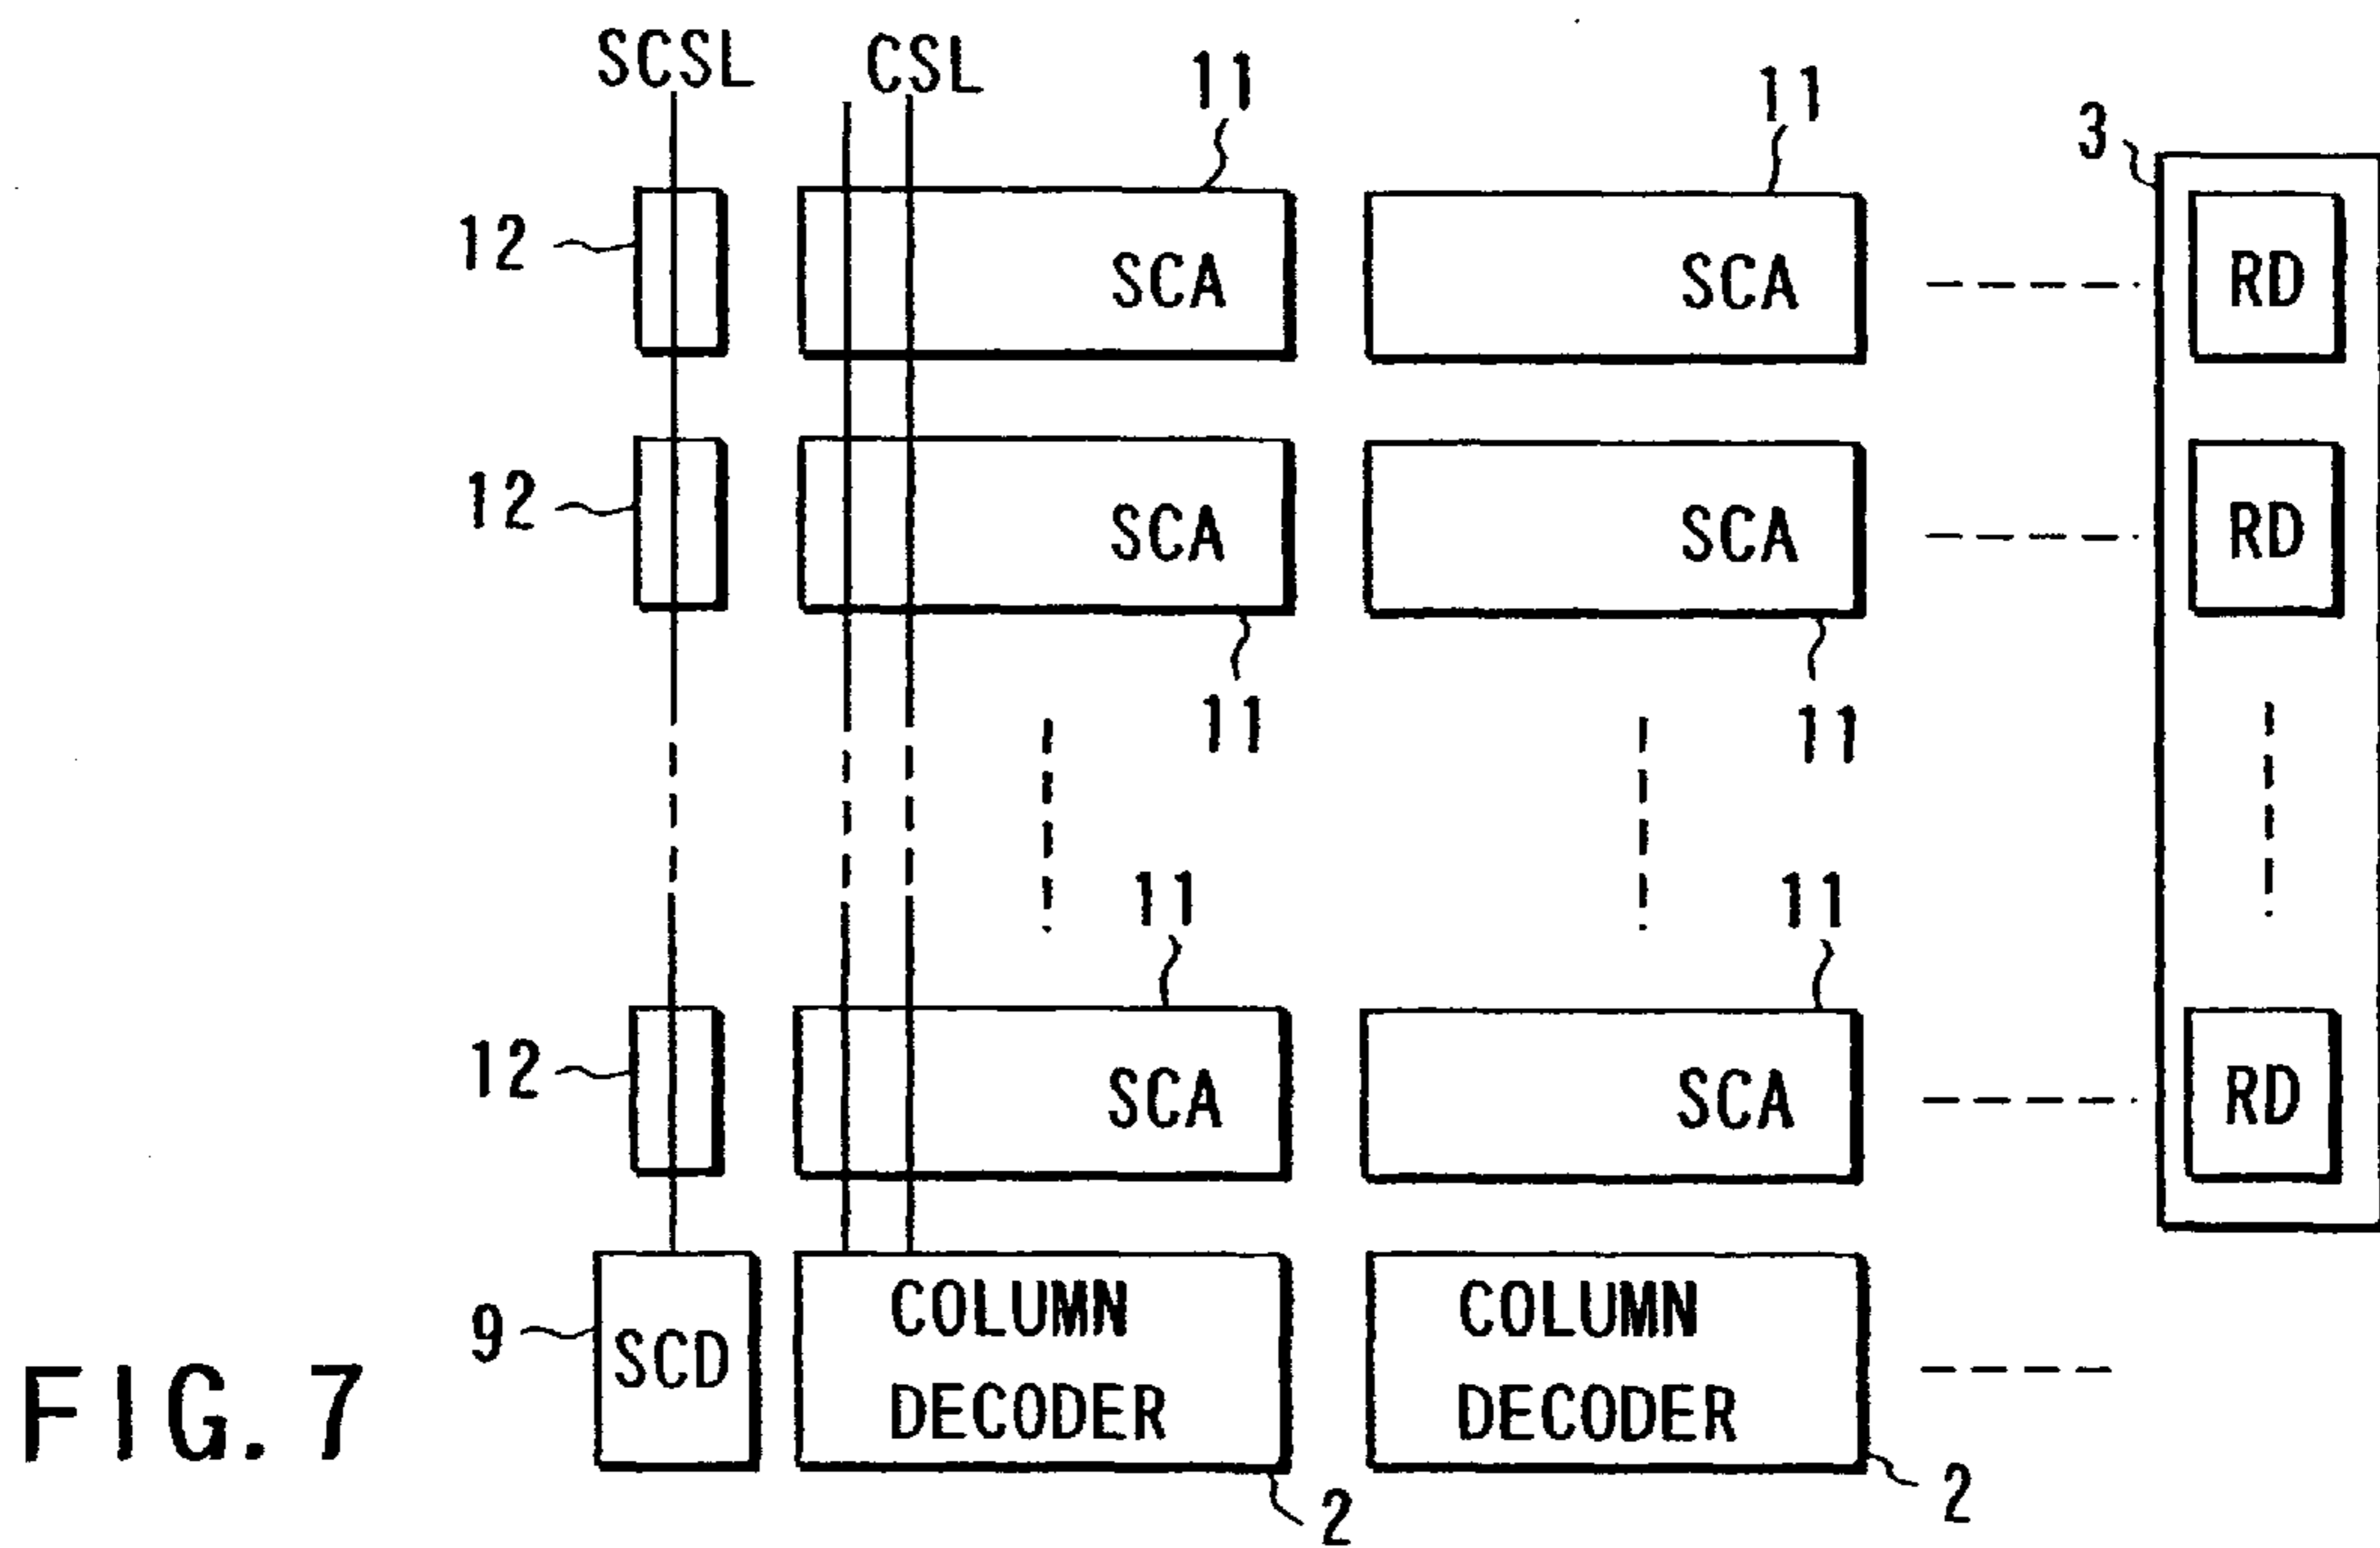 SCSL CSL 11 11
3
12 SCA SCA RD
12 SCA SCA RD
11 11
11 11
12 SCA SCA RD
9 SCD COLUMN DECODER COLUMN DECODER
2 2
FIG. 7